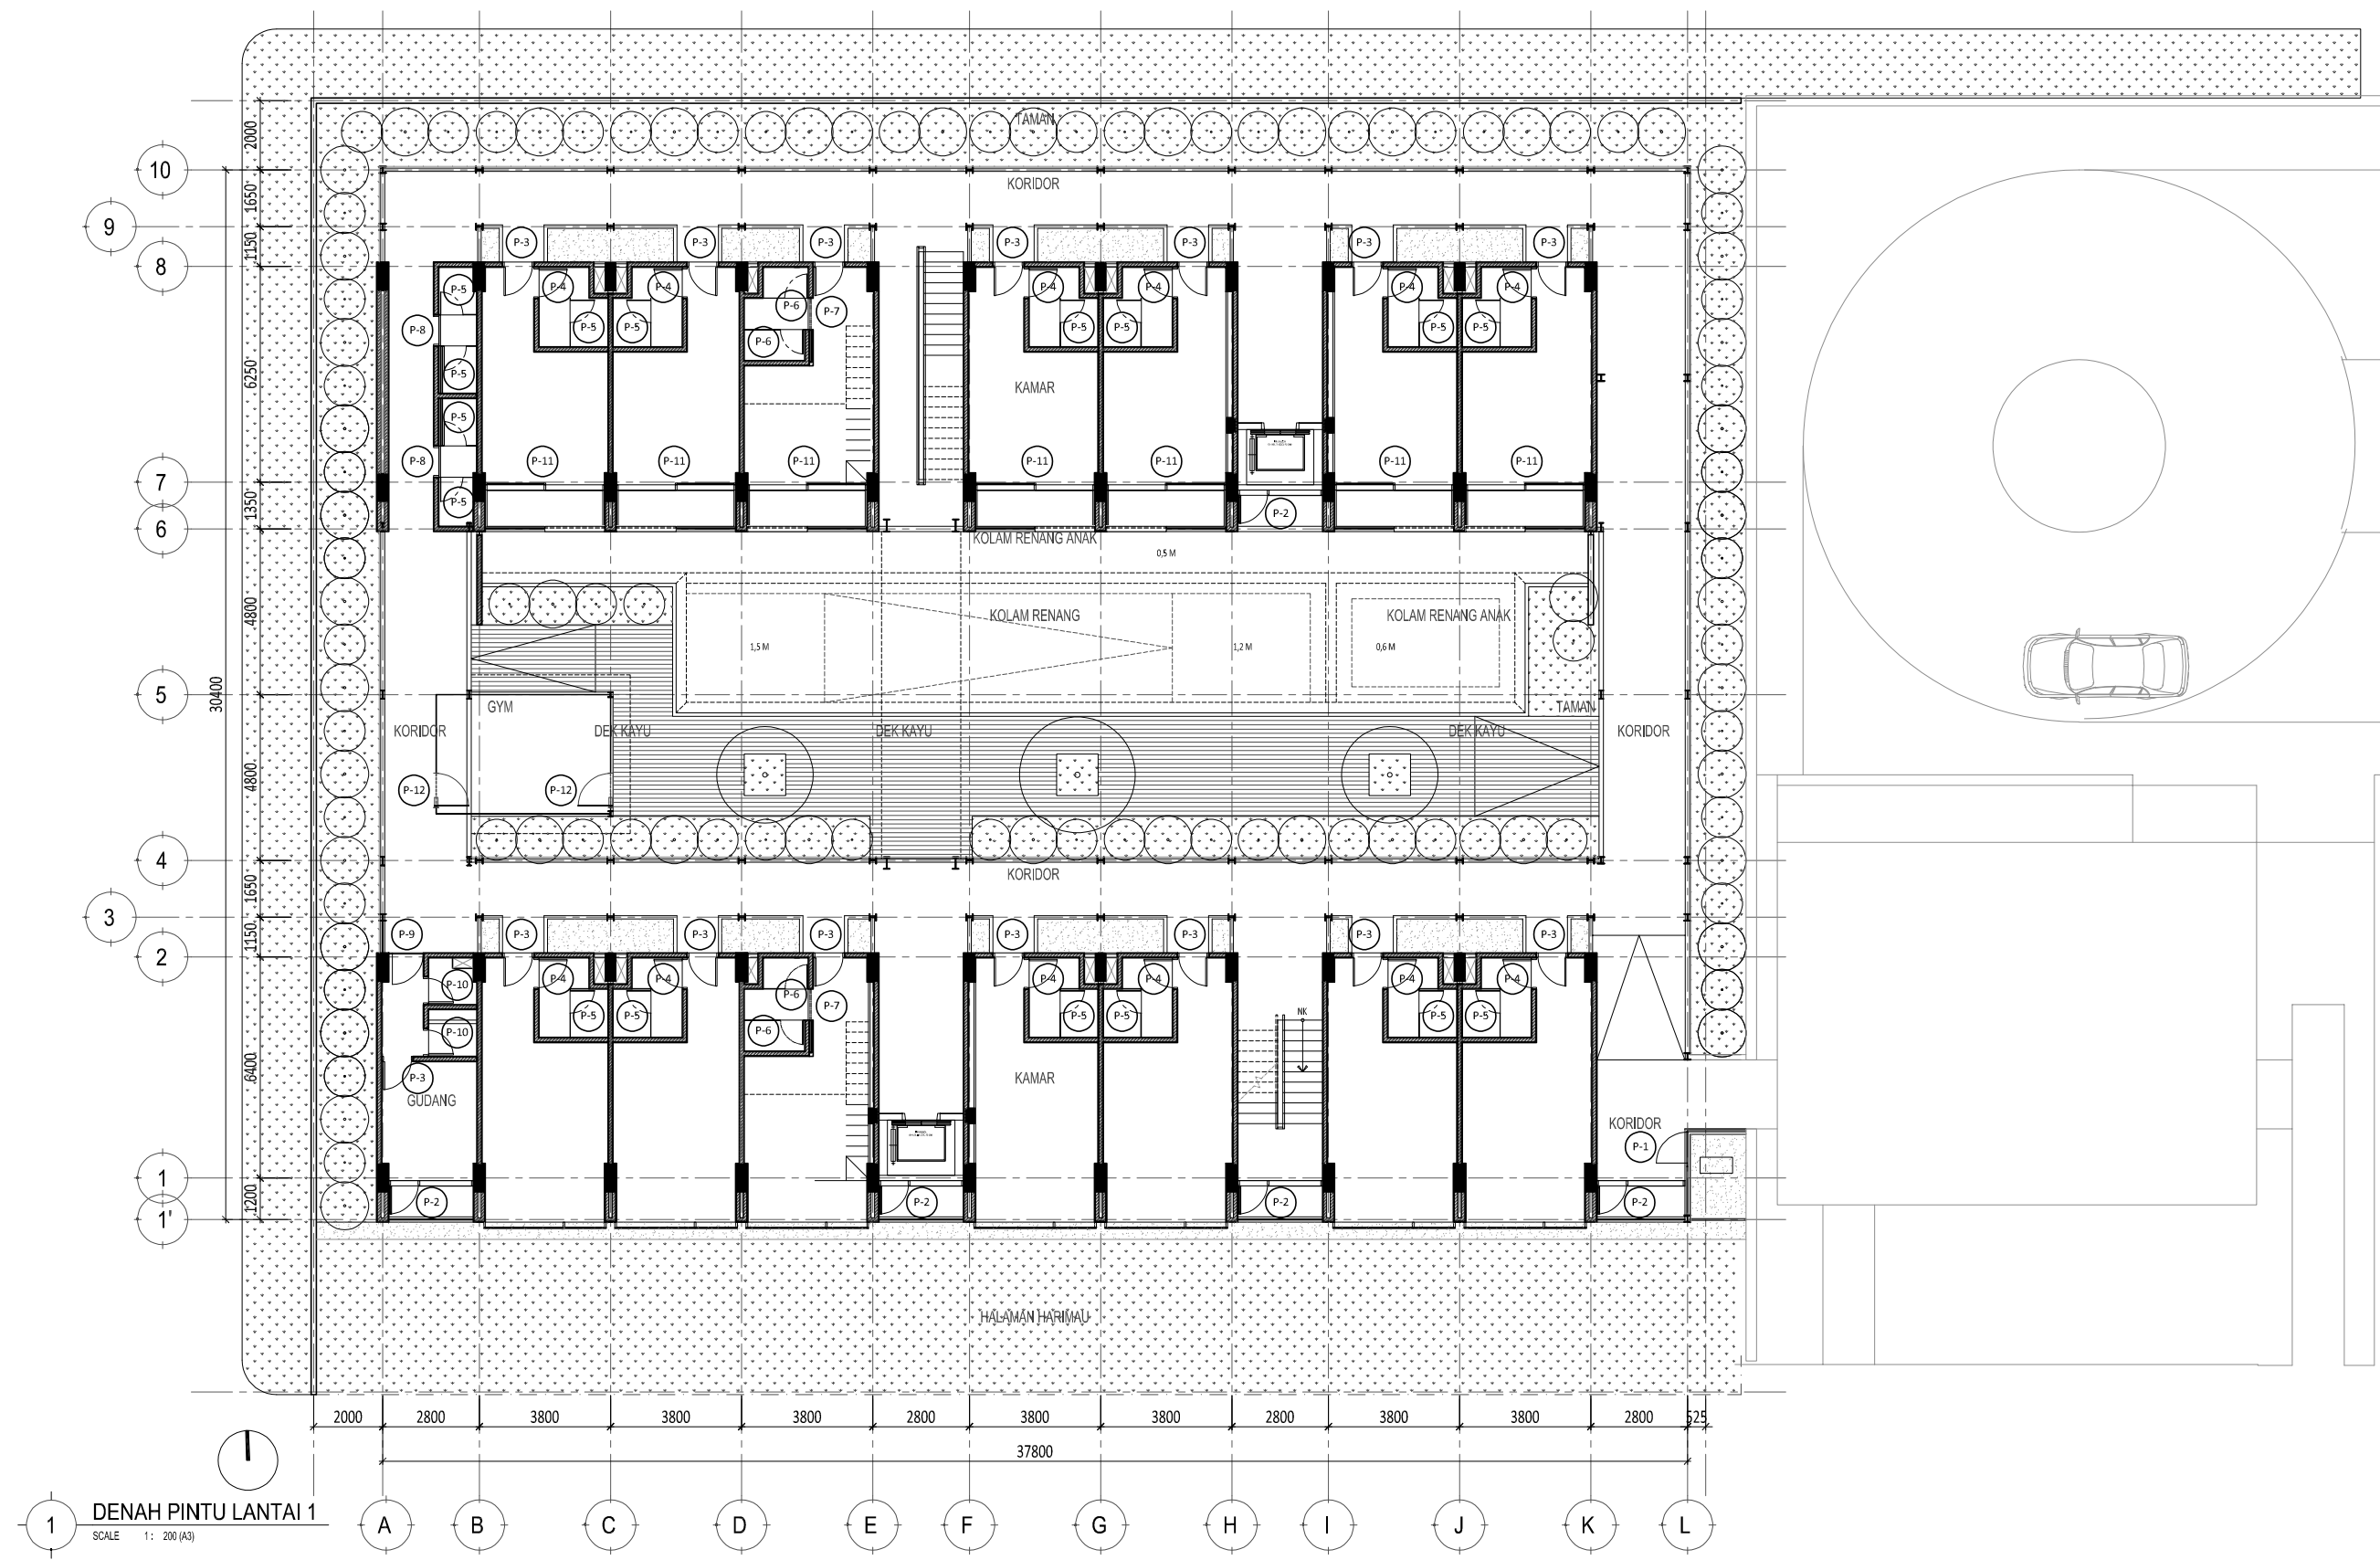 TAMAN
2000
10
KORIDOR
1650
9
P-3 P-3 P-3 P-3 P-3 P-3 P-3
1150
8
P-5 P-4 P-4 P-4 P-4 P-4 P-4
P-6 P-7
P-8 P-5 P-5 P-5 P-5 P-5 P-5
P-6
6250
P-5
KAMAR
P-5
P-8 P-11 P-11 P-11 P-11 P-11 P-11 P-11
7
P-5
1350
P-2
6
KOLAM RENANG ANAK
0,5 M
4800
KOLAM RENANG
KOLAM RENANG ANAK
1,5 M
1,2 M
0,6 M
5
30400
GYM
TAMAN
KORIDOR
DEK KAYU
DEK KAYU
DEK KAYU
KORIDOR
4800
P-12 P-12
4
KORIDOR
1650
3
P-9 P-3 P-3 P-3 P-3 P-3 P-3 P-3
1150
2
P-10 P-4 P-4 P-4 P-4 P-4 P-4
P-6 P-7
P-5 P-5 P-5 P-5 P-5 P-5
NK
P-10
P-6
6400
P-3
KAMAR
GUDANG
KORIDOR
P-1
1
1200
P-2 P-2 P-2 P-2
1'
HALAMAN HARIMAU
2000 2800 3800 3800 3800 2800 3800 3800 2800 3800 3800 2800 525
37800
1
DENAH PINTU LANTAI 1
SCALE 1 : 200 (A3)
A B C D E F G H I J K L